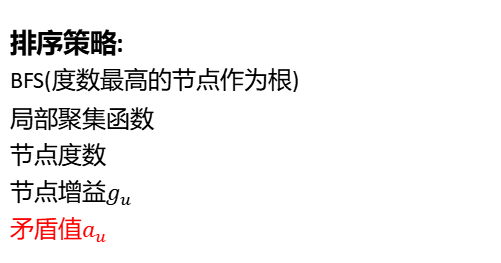 排序策略:
BFS(度数最高的节点作为根)
局部聚集函数
节点度数
节点增益g_u
矛盾值a_u